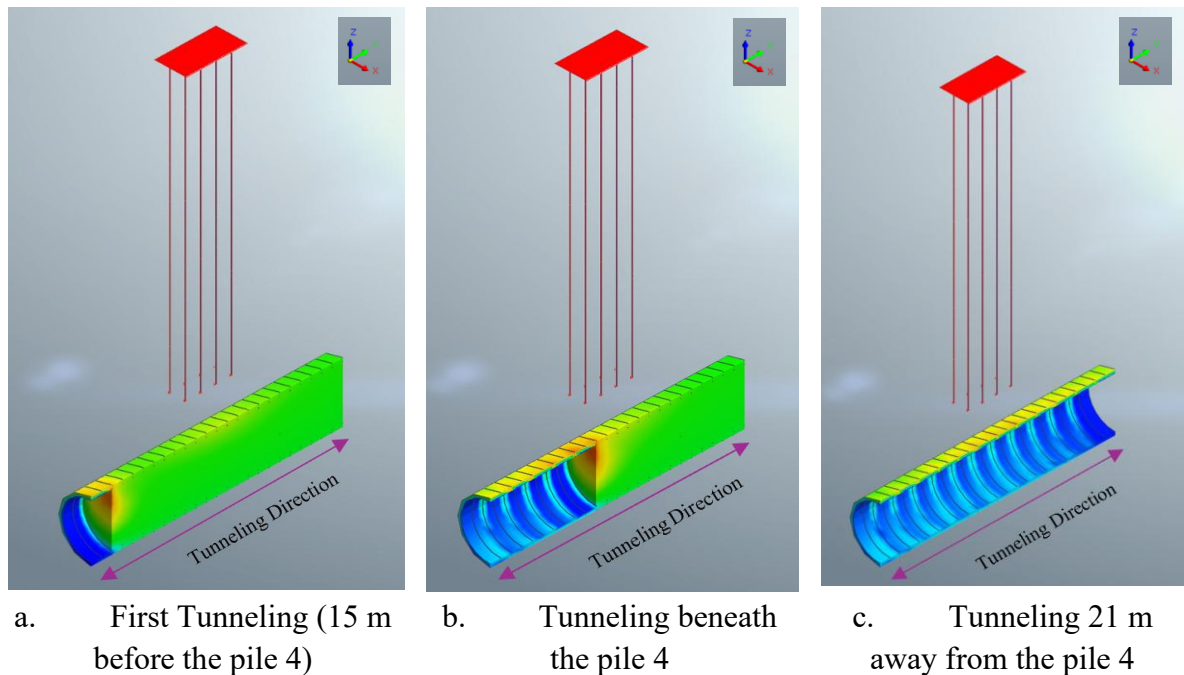 z
x
Tunneling Direction
z
x
Tunneling Direction
z
x
Tunneling Direction
a. First Tunneling (15 m
before the pile 4)
b. Tunneling beneath
the pile 4
c. Tunneling 21 m
away from the pile 4